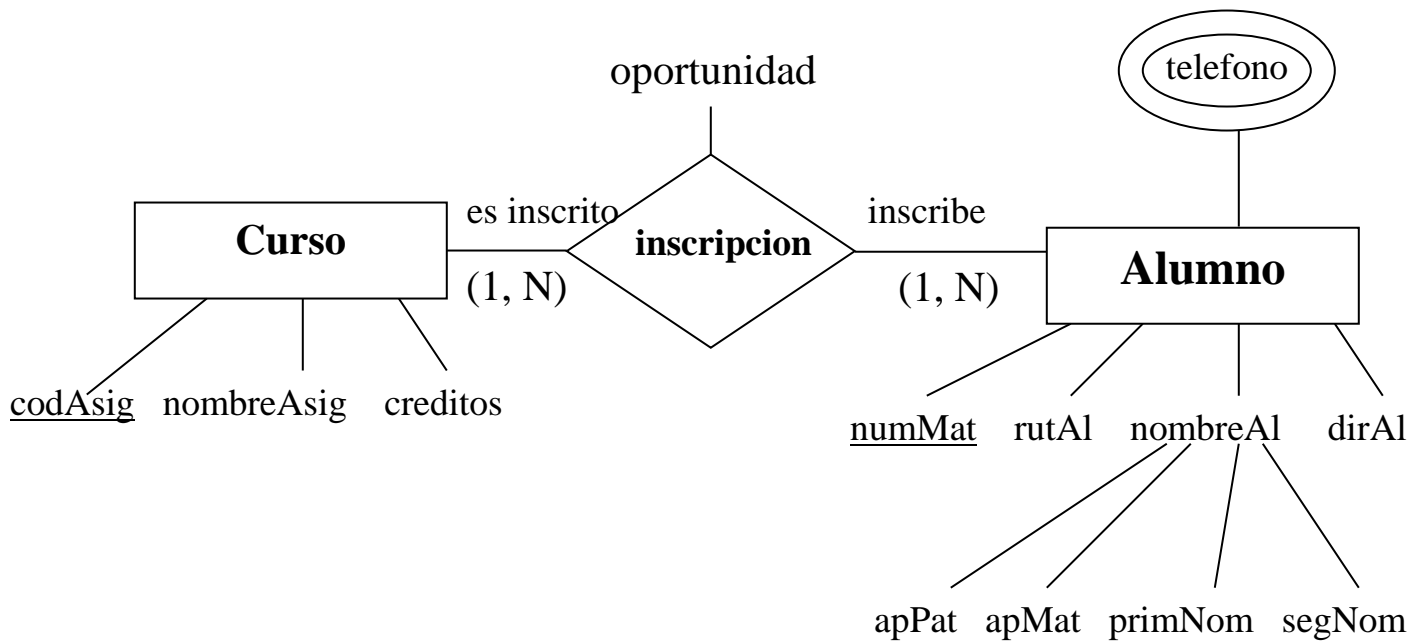 oportunidad
telefono
es inscrito
inscribe
Curso
inscripcion
Alumno
(1, N)
(1, N)
codAsig nombreAsig creditos
numMat rutAl nombreAl dirAl
apPat apMat primNom segNom